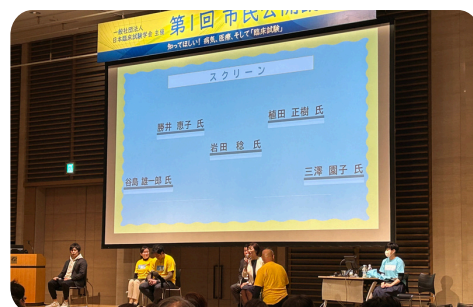 一般社団法人
日本臨床試験学会 主催
第1回 市民公開講
知ってほしい! 病気、医療、そして「臨床試験」
スクリーン
植田 正樹 氏
勝井 恵子 氏
岩田 稔 氏
三澤 園子 氏
谷島 雄一郎 氏